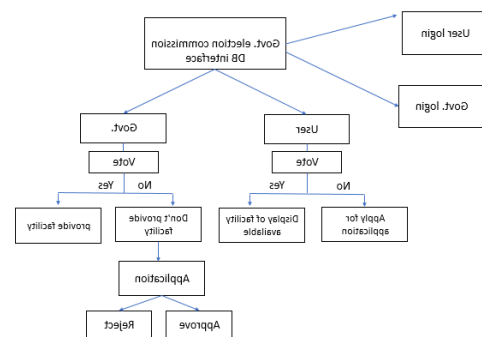 User login
Govt. election commission
DB interface
Govt. login
Govt.
User
Vote
Vote
Yes
No
Yes
No
provide facility
Don't provide
facility
Display of facility
available
Apply for
application
Application
Reject
Approve